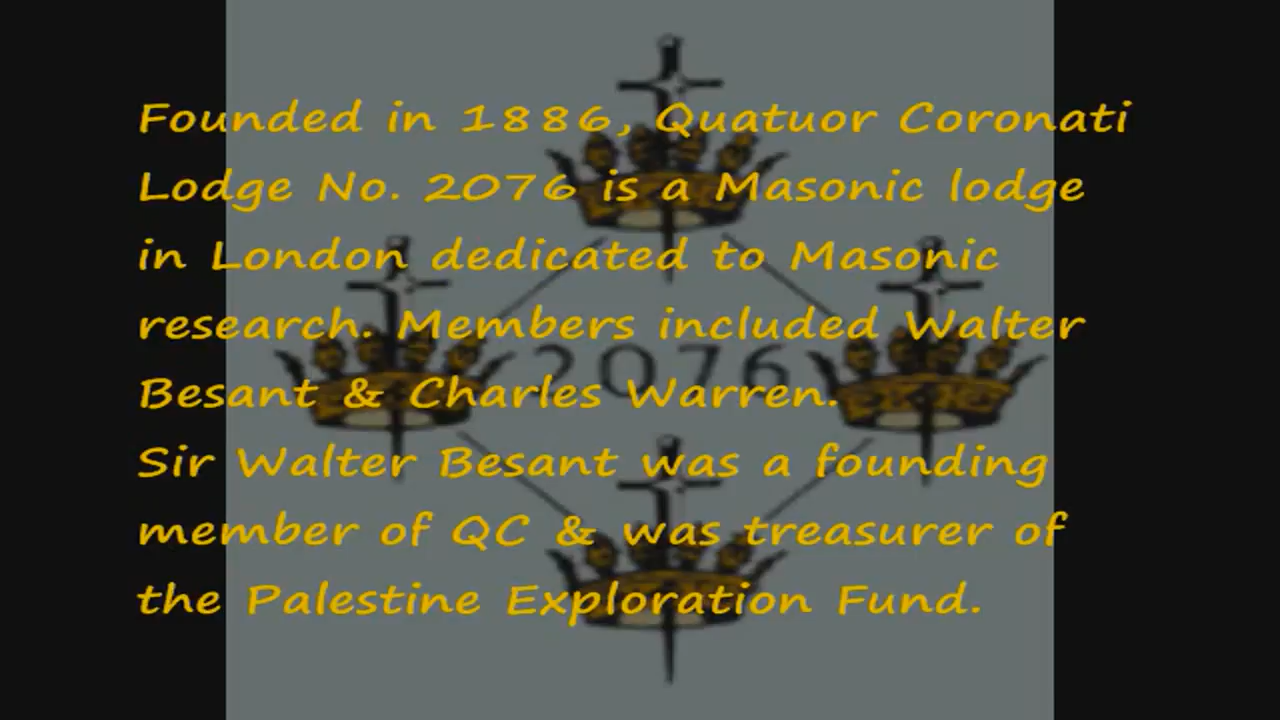 Founded in 1886, Quatuor Coronati
Lodge No. 2076 is a Masonic lodge
in London dedicated to Masonic
research. Members included Walter
2076
Besant & Charles Warren.
Sir Walter Besant was a founding
member of QC & was treasurer of
the Palestine Exploration Fund.